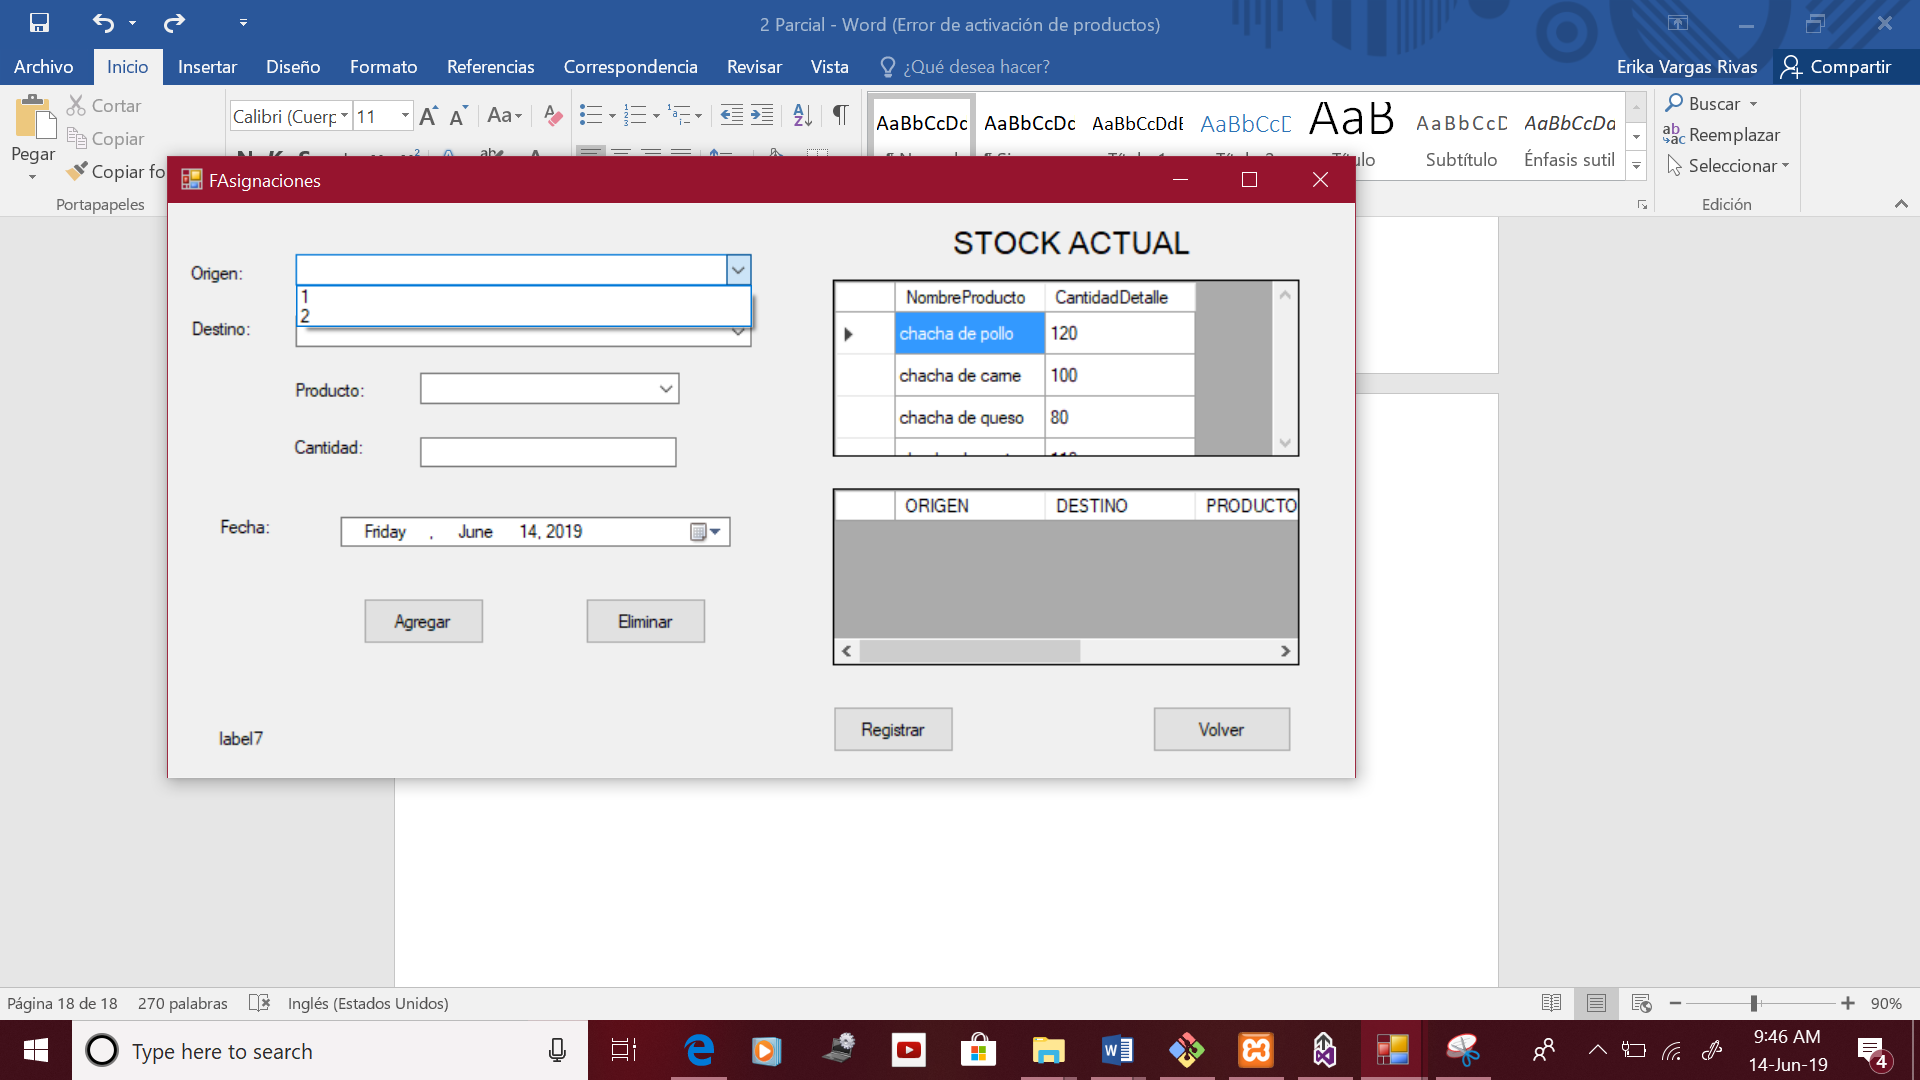 2 Parcial - Word (Error de activación de productos)
Archivo Inicio Insertar Diseño Formato Referencias Correspondencia Revisar Vista ¿Qué desea hacer? Erika Vargas Rivas Compartir
Cortar
Copiar
Copiar fo
Pegar
Portapapeles
Calibri (Cuerp 11
AaBbCcDc AaBbCcDc AaBbCcDdE AaBbCcD AaB AaBbCcD AaBbCcDa
Subtítulo Énfasis sutil
Buscar
Reemplazar
Seleccionar
Edición
FAsignaciones
Origen:
1
2
Destino:
Producto:
Cantidad:
Fecha: Friday , June 14, 2019
Agregar Eliminar
label7
STOCK ACTUAL
NombreProducto CantidadDetalle
chacha de pollo 120
chacha de carne 100
chacha de queso 80
ORIGEN DESTINO PRODUCTO
Registrar Volver
Página 18 de 18 270 palabras Inglés (Estados Unidos) 90%
Type here to search
9:46 AM
14-Jun-19
4